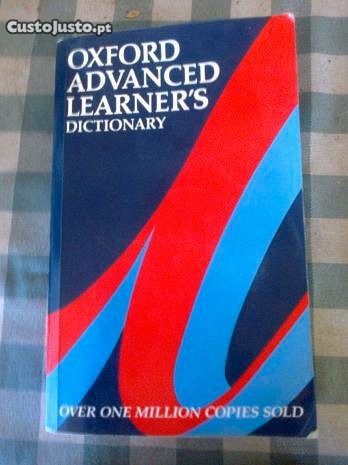 CustoJusto.pt
OXFORD
ADVANCED
LEARNER'S
DICTIONARY
OVER ONE MILLION COPIES SOLD